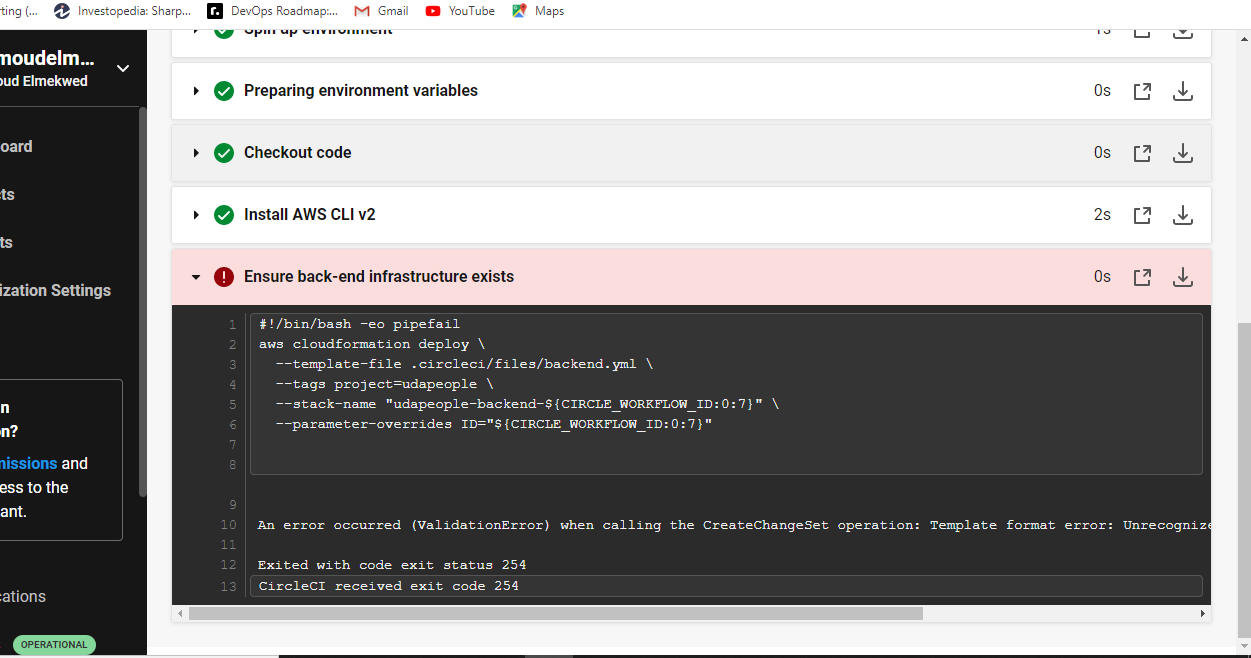 rting (...
Investopedia: Sharp...
DevOps Roadmap:...
Gmail
YouTube
Maps
moudelm...
oud Elmekwed
oard
cts
ts
ization Settings
n
on?
missions and
ess to the
ant.
cations
OPERATIONAL
Spin up environment
1s
Preparing environment variables
0s
Checkout code
0s
Install AWS CLI v2
2s
Ensure back-end infrastructure exists
0s
1 #!/bin/bash -eo pipefail
2 aws cloudformation deploy \
3 --template-file .circleci/files/backend.yml \
4 --tags project=udapeople \
5 --stack-name "udapeople-backend-${CIRCLE_WORKFLOW_ID:0:7}" \
6 --parameter-overrides ID="${CIRCLE_WORKFLOW_ID:0:7}"
7
8
9
10 An error occurred (ValidationError) when calling the CreateChangeSet operation: Template format error: Unrecognize
11
12 Exited with code exit status 254
13 CircleCI received exit code 254